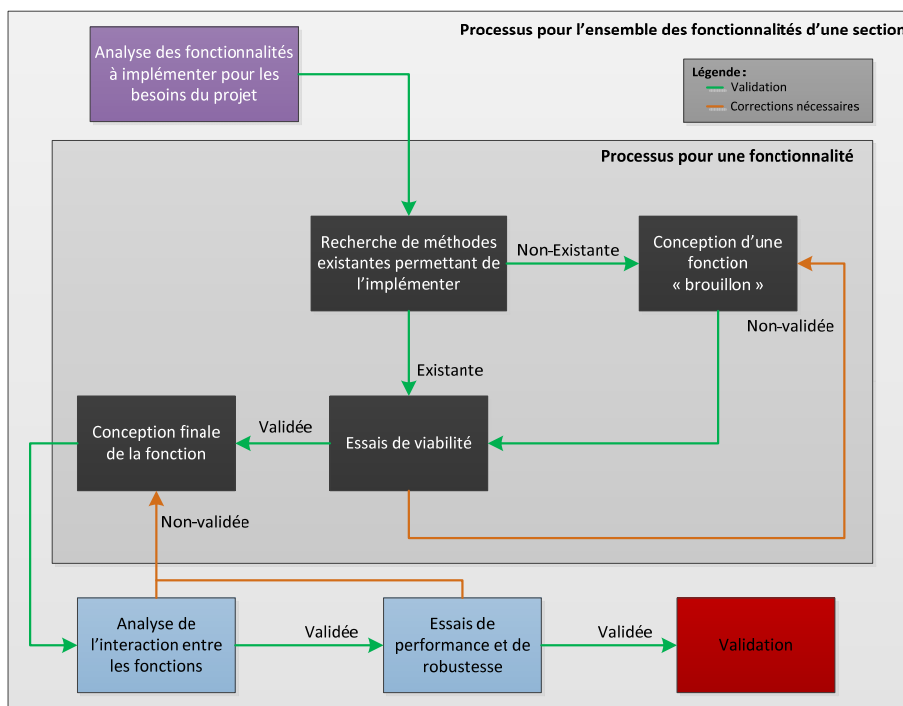 Processus pour l'ensemble des fonctionnalités d'une section
Analyse des fonctionnalités
à implémenter pour les
besoins du projet
Légende :
Validation
Corrections nécessaires
Processus pour une fonctionnalité
Recherche de méthodes
existantes permettant de
l'implémenter
Non-Existante
Conception d'une
fonction
« brouillon »
Non-validée
Existante
Conception finale
de la fonction
Validée
Essais de viabilité
Non-validée
Analyse de
l'interaction entre
les fonctions
Validée
Essais de
performance et de
robustesse
Validée
Validation